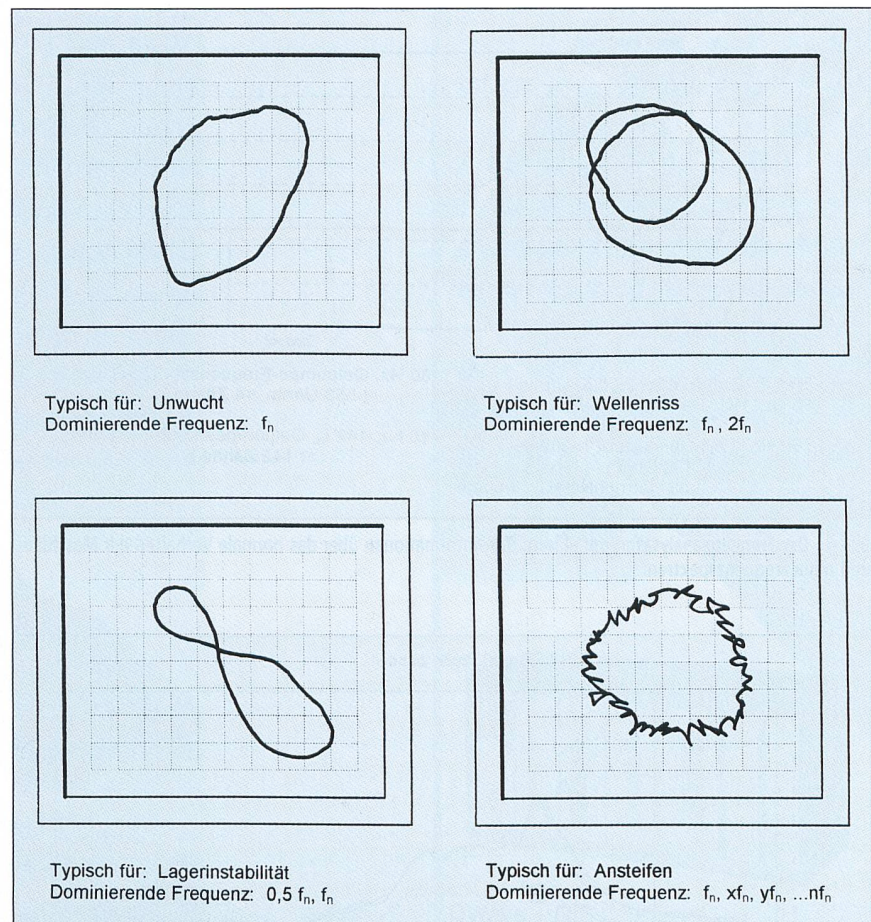 Typisch für: Unwucht
Dominierende Frequenz: fₙ
Typisch für: Wellenriss
Dominierende Frequenz: fₙ , 2fₙ
Typisch für: Lagerinstabilität
Dominierende Frequenz: 0,5 fₙ, fₙ
Typisch für: Ansteifen
Dominierende Frequenz: fₙ, xfₙ, yfₙ, ...nfₙ